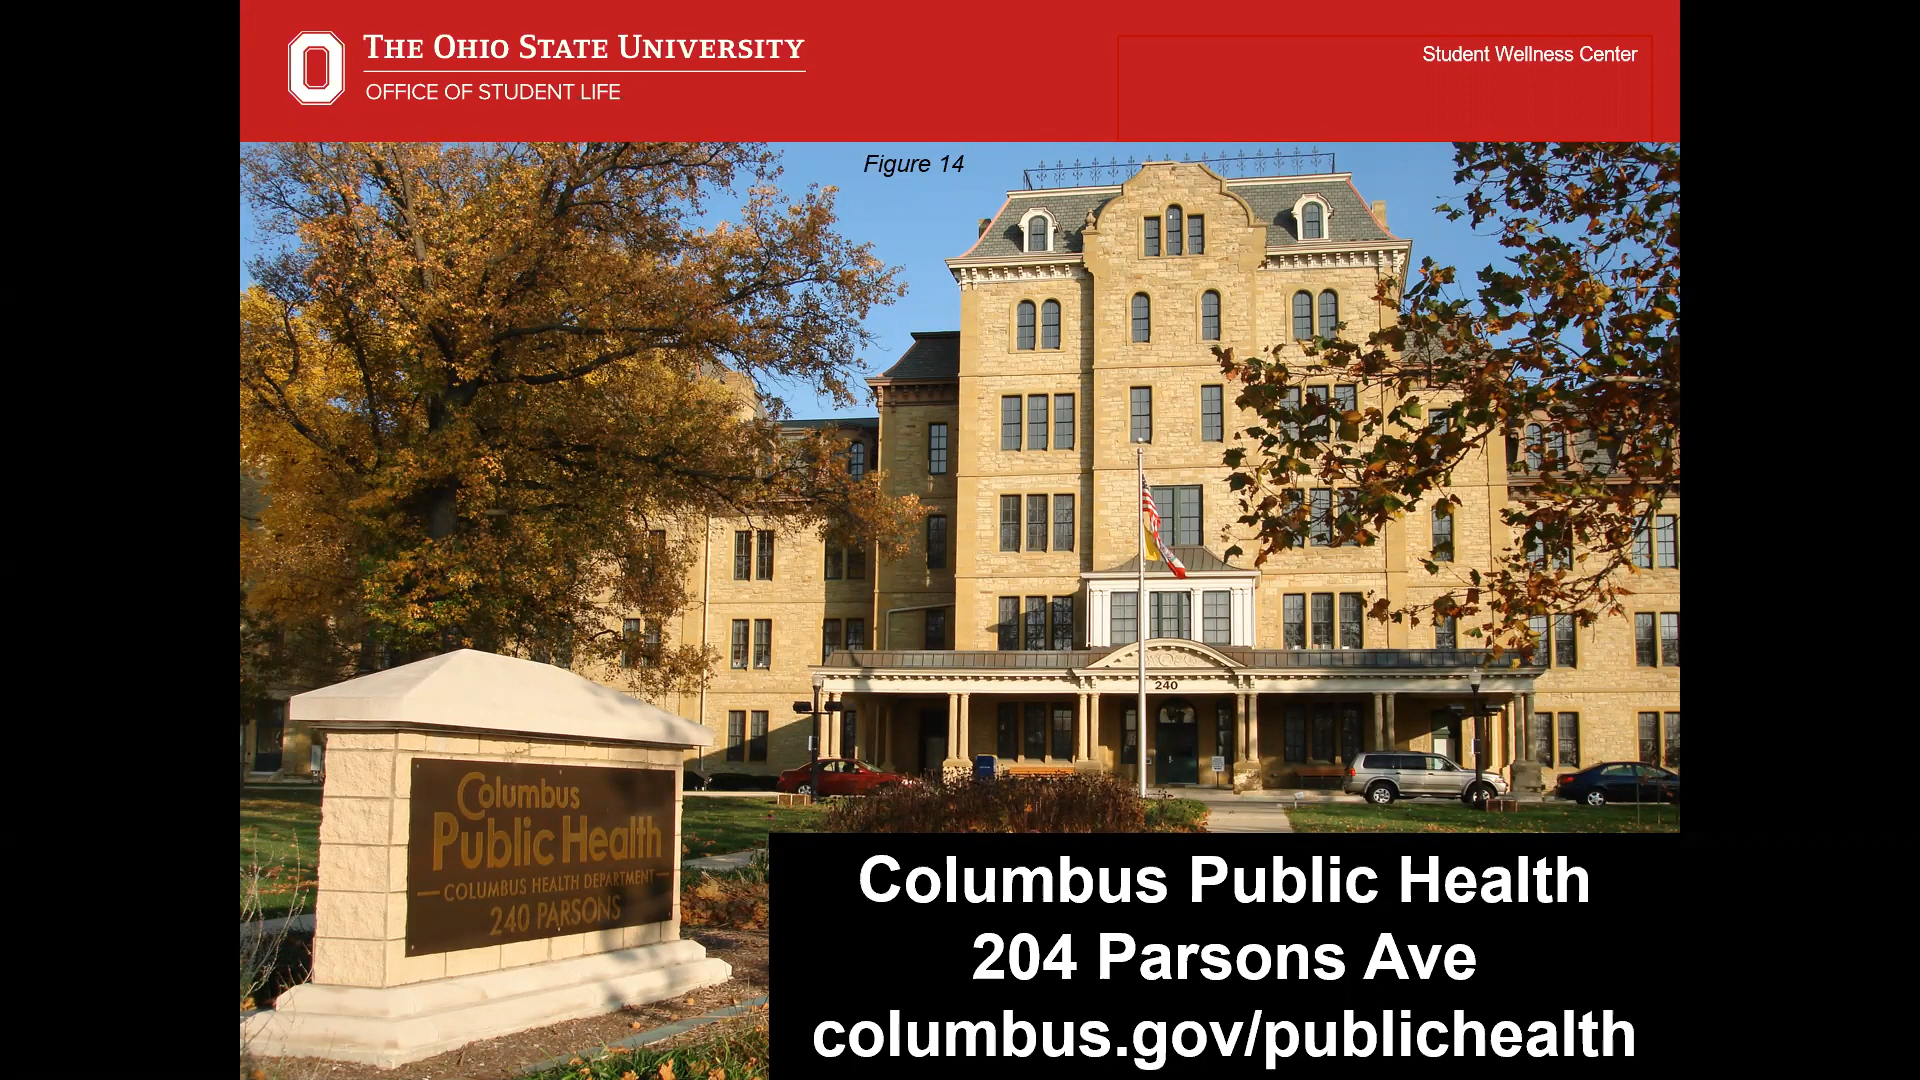 THE OHIO STATE UNIVERSITY
OFFICE OF STUDENT LIFE
Student Wellness Center
Figure 14
240
Columbus
Public Health
COLUMBUS HEALTH DEPARTMENT
240 PARSONS
Columbus Public Health
204 Parsons Ave
columbus.gov/publichealth